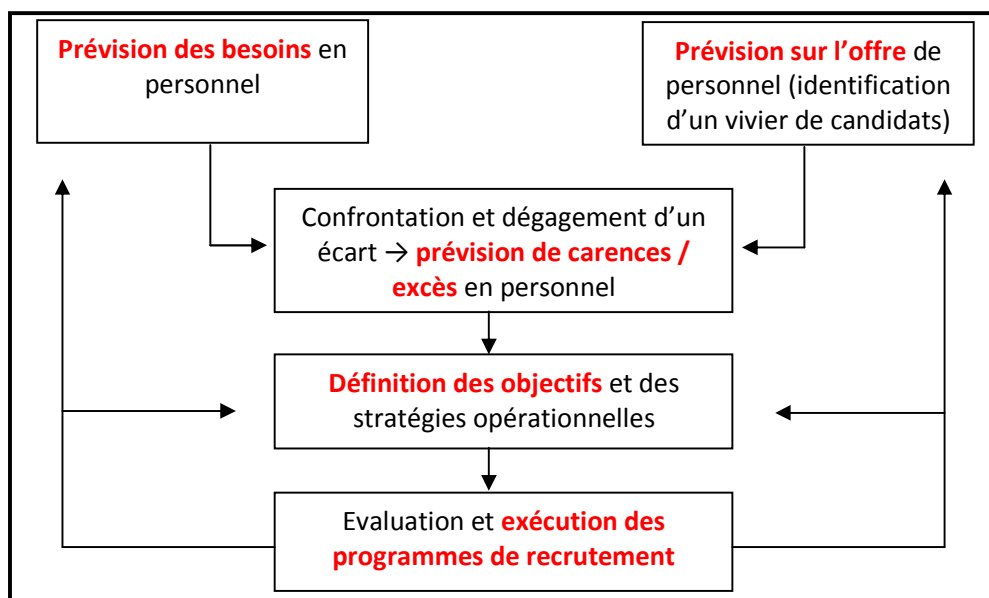 Prévision des besoins en
personnel
Prévision sur l’offre de
personnel (identification
d’un vivier de candidats)
Confrontation et dégagement d’un
écart → prévision de carences /
excès en personnel
Définition des objectifs et des
stratégies opérationnelles
Evaluation et exécution des
programmes de recrutement